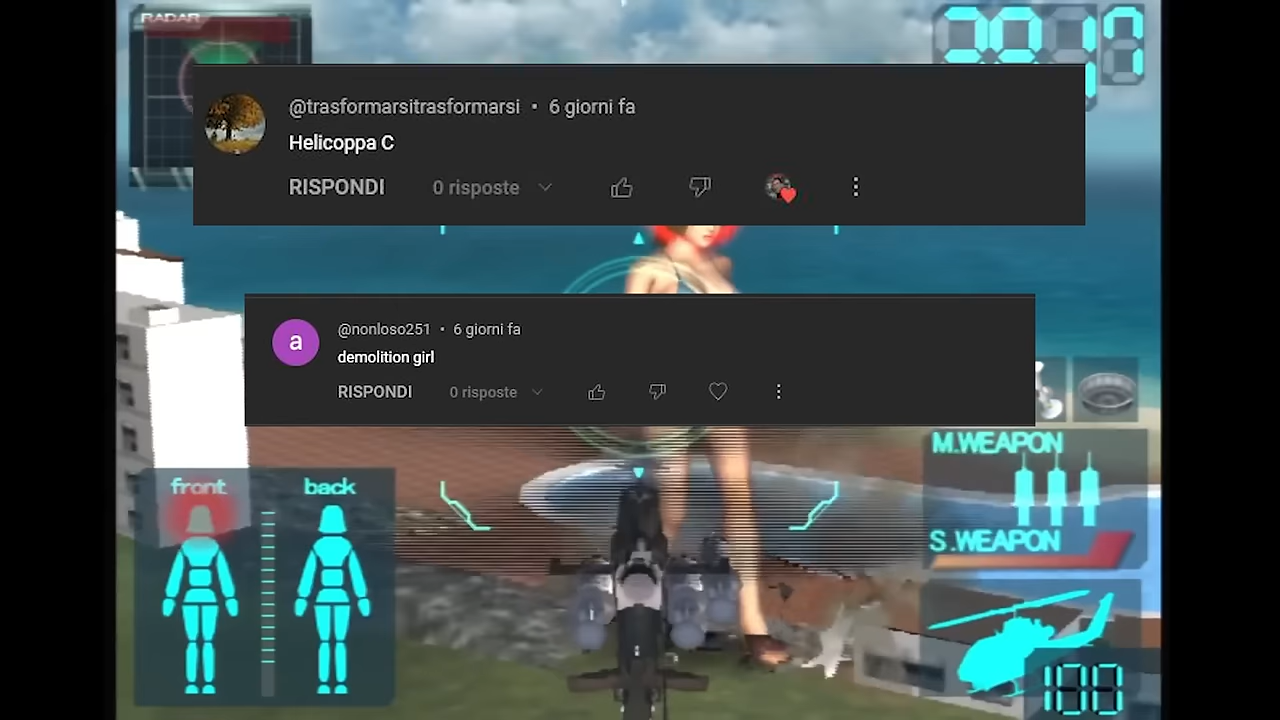 RADAR
@trasformarsitrasformarsi • 6 giorni fa
Helicoppa C
RISPONDI 0 risposte
a
@nonloso251 • 6 giorni fa
demolition girl
RISPONDI 0 risposte
M.WEAPON
S.WEAPON
front back
100